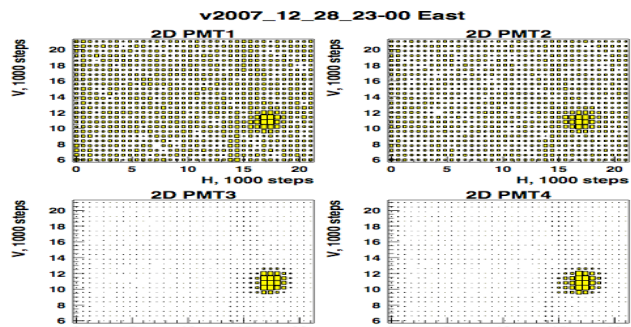 v2007_12_28_23-00 East
2D PMT1 2D PMT2
V, 1000 steps V, 1000 steps
20 20
18 18
16 16
14 14
12 12
10 10
8 8
6 6
0 5 10 15 20 0 5 10 15 20
H, 1000 steps H, 1000 steps
2D PMT3 2D PMT4
V, 1000 steps V, 1000 steps
20 20
18 18
16 16
14 14
12 12
10 10
8 8
6 6